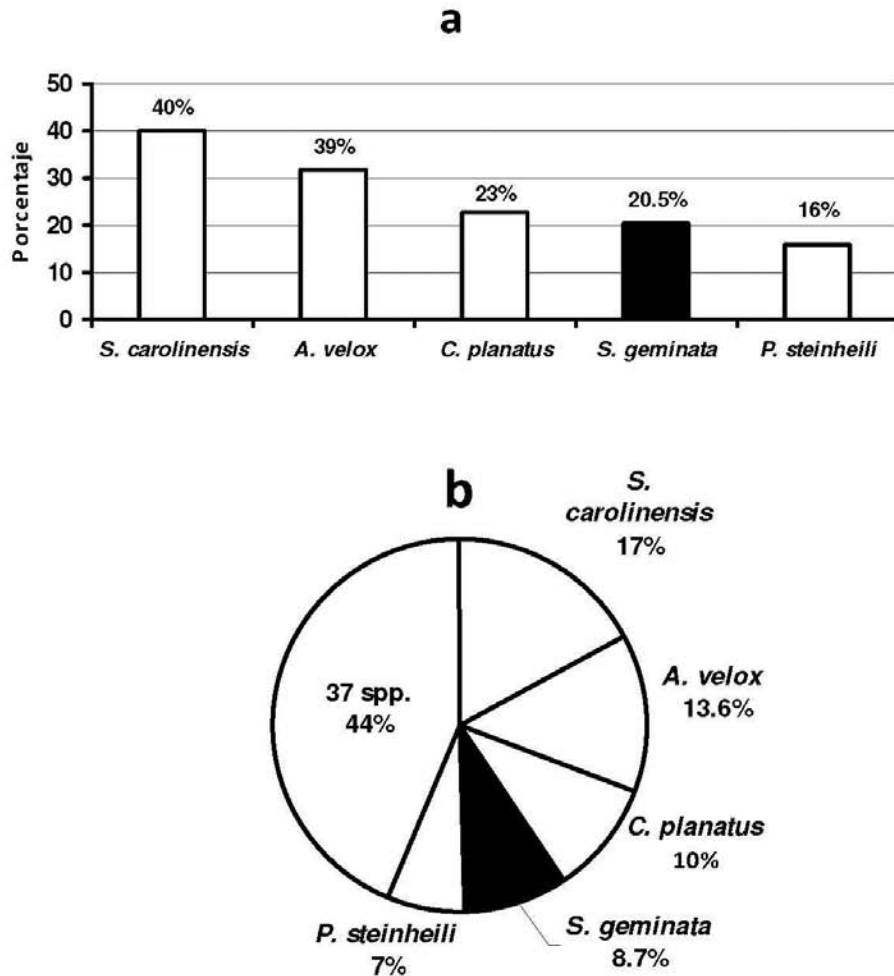 a
Porcentaje
50
40
30
20
10
0
40%
39%
23%
20.5%
16%
S. carolinensis
A. velox
C. planatus
S. geminata
P. steinheili
b
S.
carolinensis
17%
A. velox
13.6%
C. planatus
10%
S. geminata
8.7%
P. steinheili
7%
37 spp.
44%